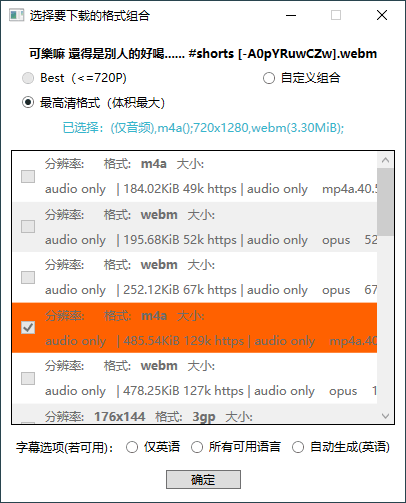 选择要下载的格式组合
可樂嘛 還得是別人的好喝...... #shorts [-A0pYRuwCZw].webm
Best（<=720P） 自定义组合
最高清格式（体积最大）
已选择：(仅音频),m4a();720x1280,webm(3.30MiB);
分辨率: 格式: m4a 大小:
audio only | 184.02KiB 49k https | audio only mp4a.40.5
分辨率: 格式: webm 大小:
audio only | 195.68KiB 52k https | audio only opus 52
分辨率: 格式: webm 大小:
audio only | 252.12KiB 67k https | audio only opus 67
分辨率: 格式: m4a 大小:
audio only | 485.54KiB 129k https | audio only mp4a.40
分辨率: 格式: webm 大小:
audio only | 478.25KiB 127k https | audio only opus 1
分辨率: 176x144 格式: 3gp 大小:
字幕选项(若可用)： 仅英语 所有可用语言 自动生成(英语)
确定